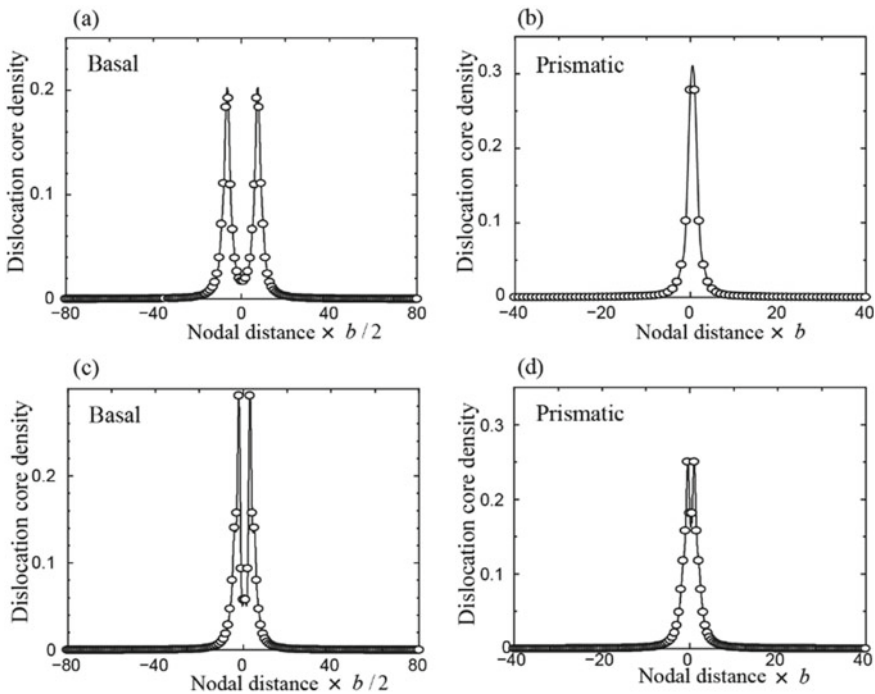 (a)
Dislocation core density
0.2
0.1
0
Basal
−80
−40
0
40
80
Nodal distance × b/2
(b)
Dislocation core density
0.3
0.2
0.1
0
Prismatic
−40
−20
0
20
40
Nodal distance × b
(c)
Dislocation core density
0.2
0.1
0
Basal
−80
−40
0
40
80
Nodal distance × b/2
(d)
Dislocation core density
0.3
0.2
0.1
0
Prismatic
−40
−20
0
20
40
Nodal distance × b